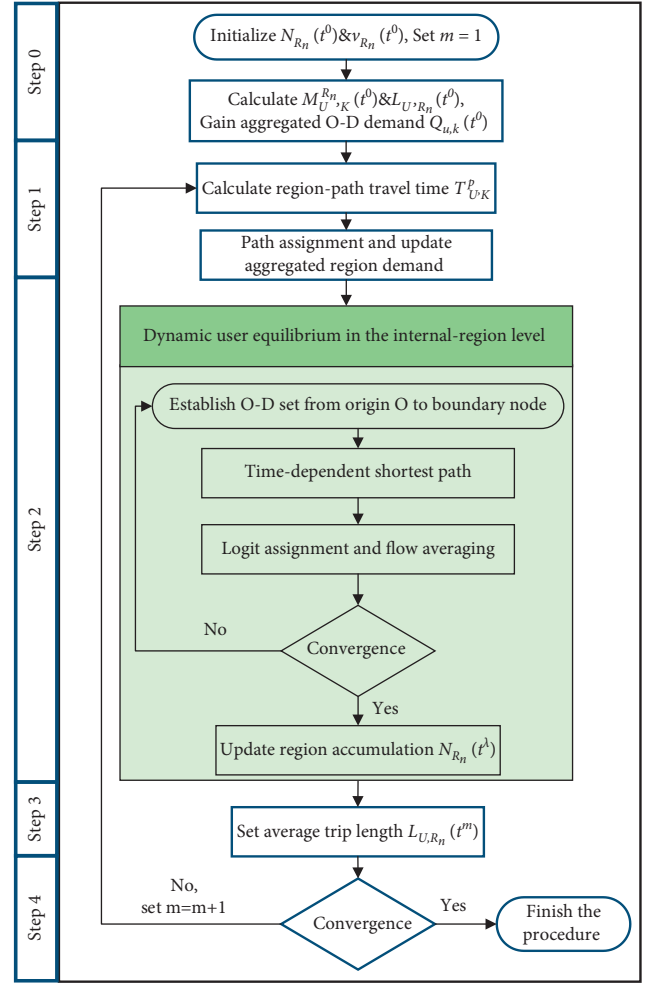 Step 0
Initialize N_{R_n}(t^0)&v_{R_n}(t^0), Set m = 1
Calculate M_{U,K}^{R_n}(t^0)&L_{U,R_n}(t^0),
Gain aggregated O-D demand Q_{u,k}(t^0)
Step 1
Calculate region-path travel time T_{U,K}^{p}
Path assignment and update
aggregated region demand
Step 2
Dynamic user equilibrium in the internal-region level
Establish O-D set from origin O to boundary node
Time-dependent shortest path
Logit assignment and flow averaging
No
Convergence
Yes
Update region accumulation N_{R_n}(t^λ)
Step 3
Set average trip length L_{U,R_n}(t^m)
Step 4
No,
set m=m+1
Convergence
Yes
Finish the
procedure